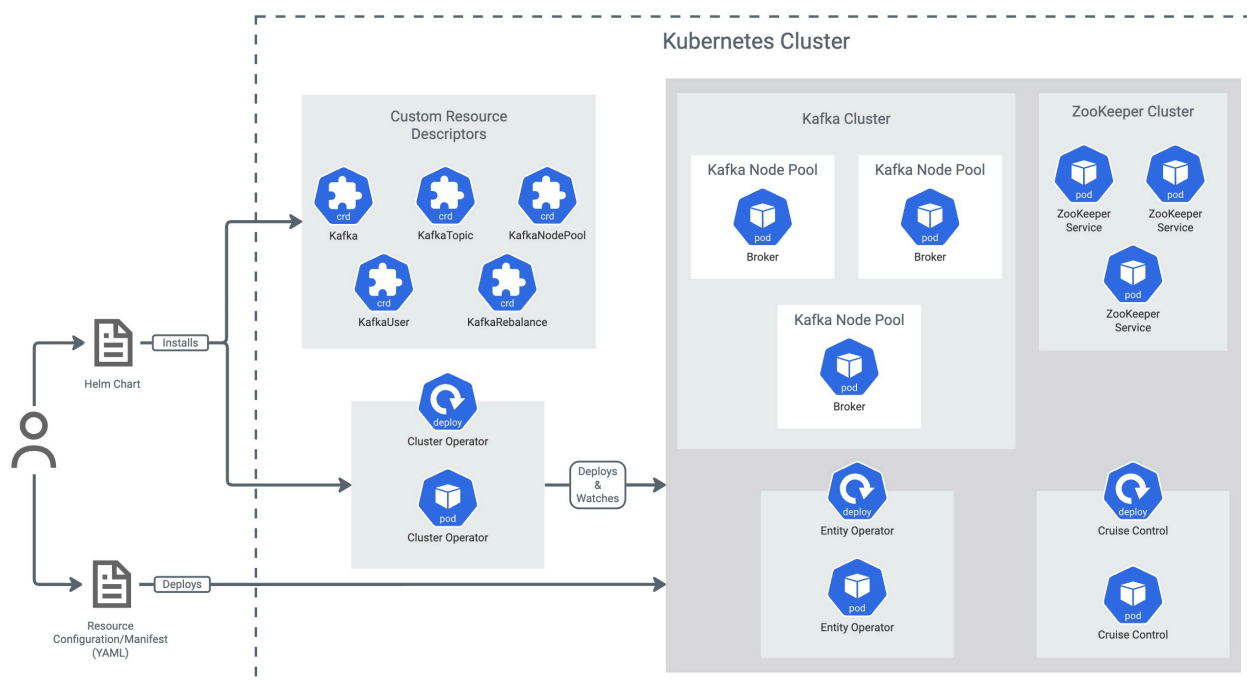 Kubernetes Cluster
Custom Resource
Descriptors
crd
Kafka
crd
KafkaTopic
crd
KafkaNodePool
crd
KafkaUser
crd
KafkaRebalance
Helm Chart
Installs
deploy
Cluster Operator
pod
Cluster Operator
Deploys
&
Watches
Resource
Configuration/Manifest
(YAML)
Deploys
Kafka Cluster
Kafka Node Pool
pod
Broker
Kafka Node Pool
pod
Broker
Kafka Node Pool
pod
Broker
ZooKeeper Cluster
pod
ZooKeeper
Service
pod
ZooKeeper
Service
pod
ZooKeeper
Service
deploy
Entity Operator
pod
Entity Operator
deploy
Cruise Control
pod
Cruise Control